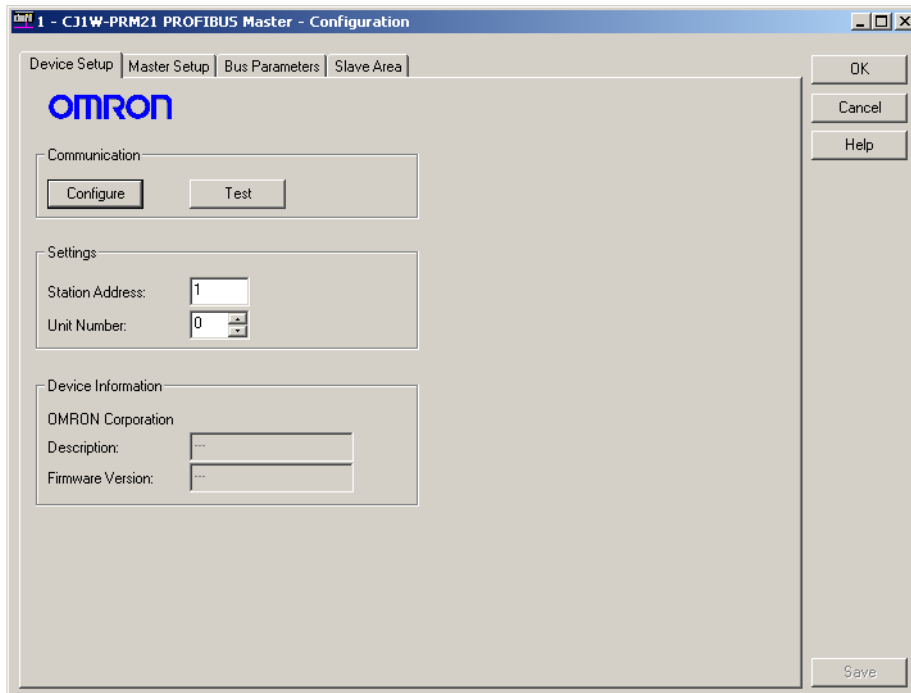 1 - CJ1W-PRM21 PROFIBUS Master - Configuration
Device Setup Master Setup Bus Parameters Slave Area
OK
Cancel
Help
OMRON
Communication
Configure Test
Settings
Station Address: 1
Unit Number: 0
Device Information
OMRON Corporation
Description: ---
Firmware Version: ---
Save